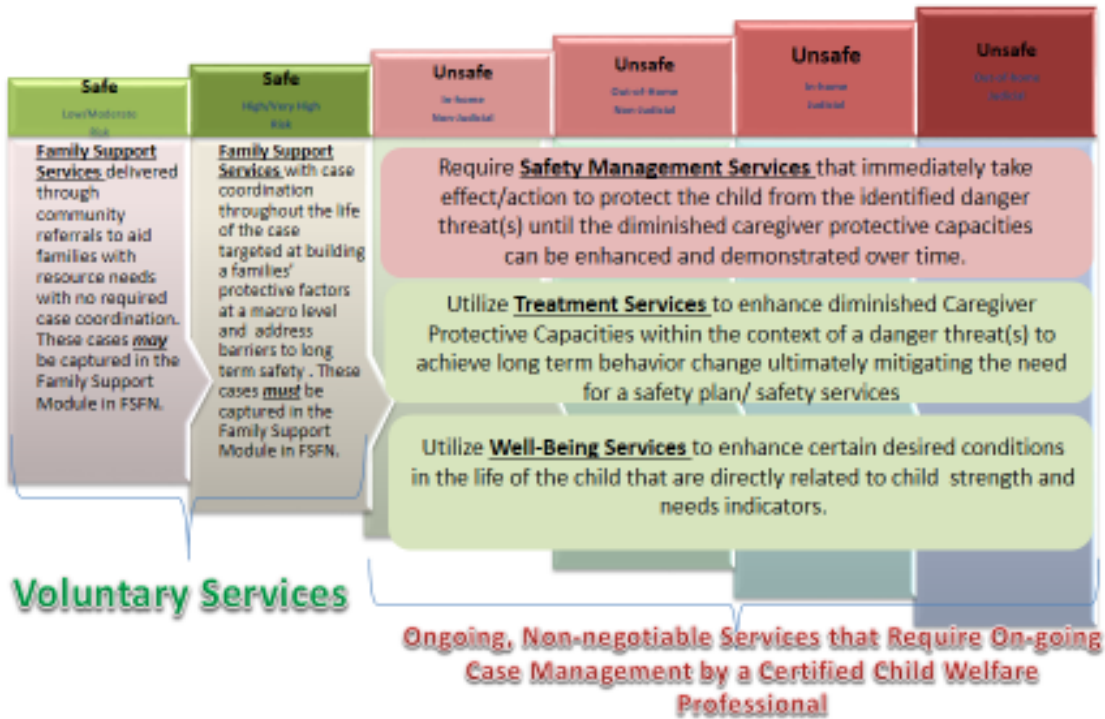 Safe
Low/Moderate
Risk
Safe
High/Very High
Risk
Unsafe
In-home
Non-Judicial
Unsafe
Out-of-Home
Non-Judicial
Unsafe
In-home
Judicial
Unsafe
Out-of-Home
Judicial
Family Support
Services delivered
through
community
referrals to aid
families with
resource needs
with no required
case coordination.
These cases may
be captured in the
Family Support
Module in FSFN.
Family Support
Services with case
coordination
throughout the life
of the case
targeted at building
a families'
protective factors
at a macro level
and address
barriers to long
term safety . These
cases must be
captured in the
Family Support
Module in FSFN.
Require Safety Management Services that immediately take
effect/action to protect the child from the identified danger
threat(s) until the diminished caregiver protective capacities
can be enhanced and demonstrated over time.
Utilize Treatment Services to enhance diminished Caregiver
Protective Capacities within the context of a danger threat(s) to
achieve long term behavior change ultimately mitigating the need
for a safety plan/ safety services
Utilize Well-Being Services to enhance certain desired conditions
in the life of the child that are directly related to child strength and
needs indicators.
Voluntary Services
Ongoing, Non-negotiable Services that Require On-going
Case Management by a Certified Child Welfare
Professional